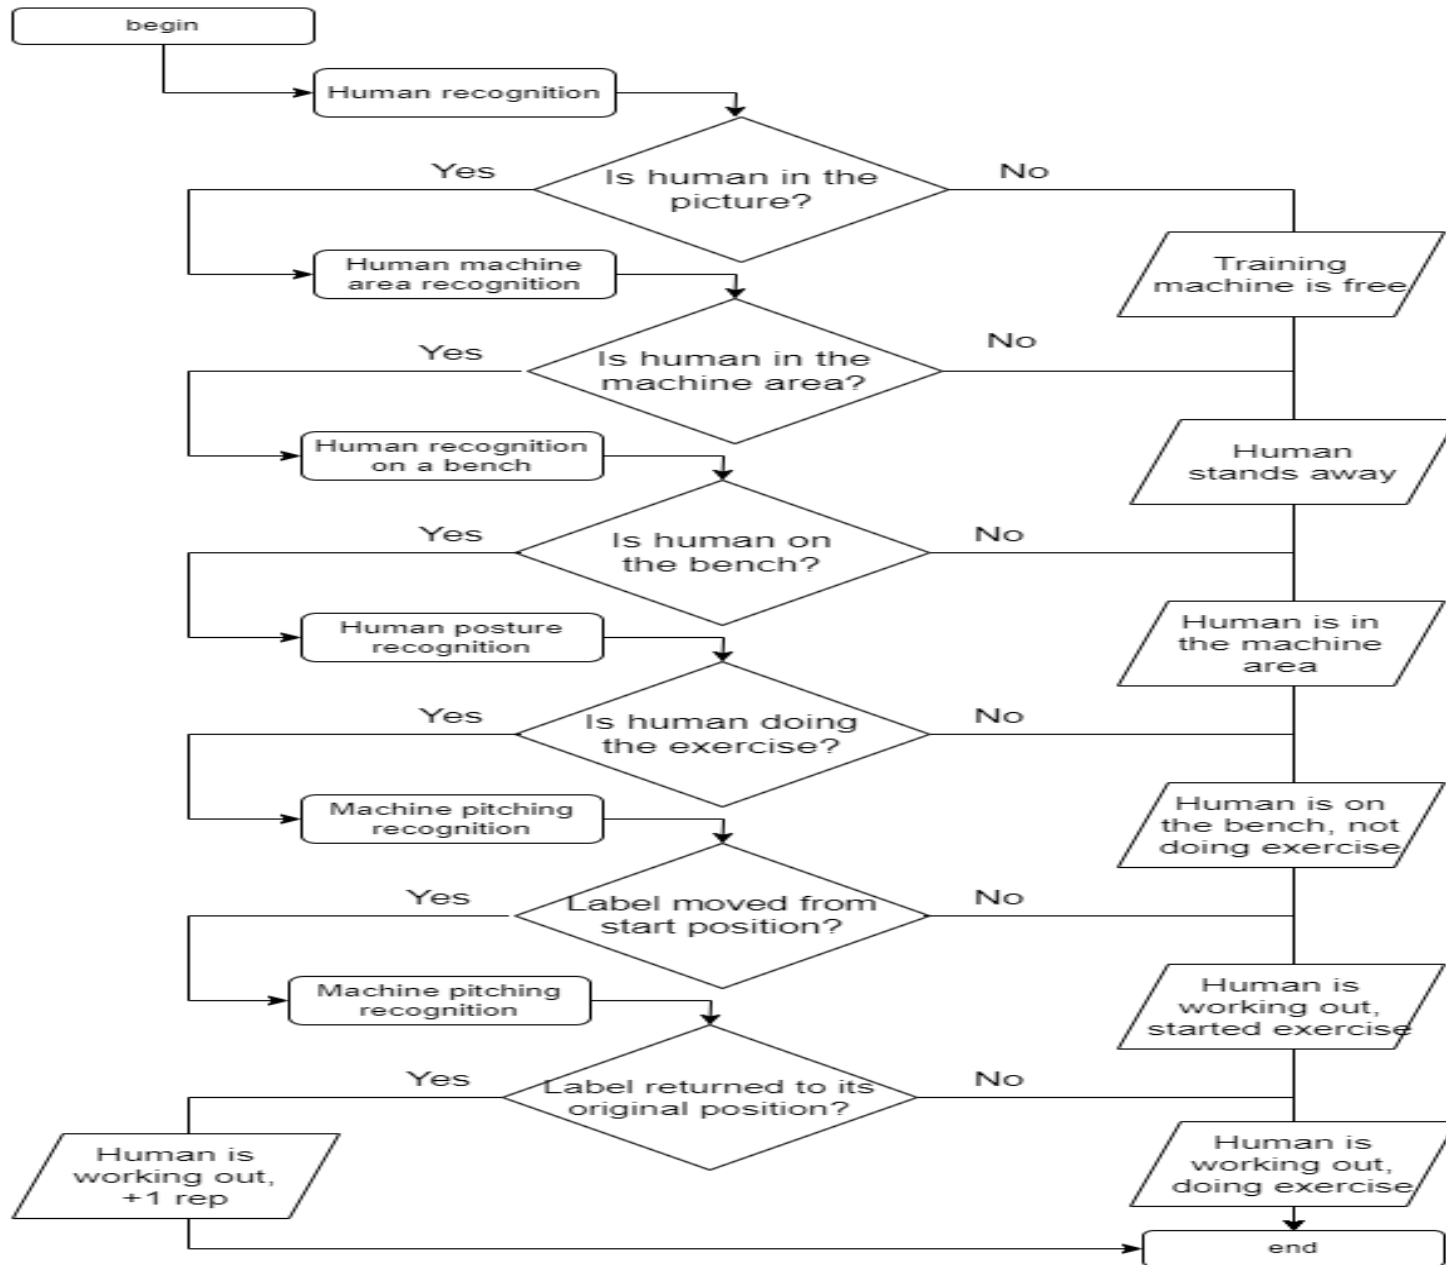 begin
Human recognition
Is human in the
picture?
Yes
No
Human machine
area recognition
Training
machine is free
Is human in the
machine area?
Yes
No
Human recognition
on a bench
Human
stands away
Is human on
the bench?
Yes
No
Human posture
recognition
Human is in
the machine
area
Is human doing
the exercise?
Yes
No
Machine pitching
recognition
Human is on
the bench, not
doing exercise
Label moved from
start position?
Yes
No
Machine pitching
recognition
Human is
working out,
started exercise
Label returned to its
original position?
Yes
No
Human is
working out,
+1 rep
Human is
working out,
doing exercise
end